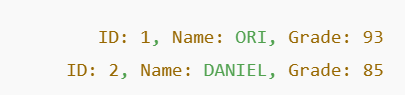 ID: 1, Name: ORI, Grade: 93
ID: 2, Name: DANIEL, Grade: 85